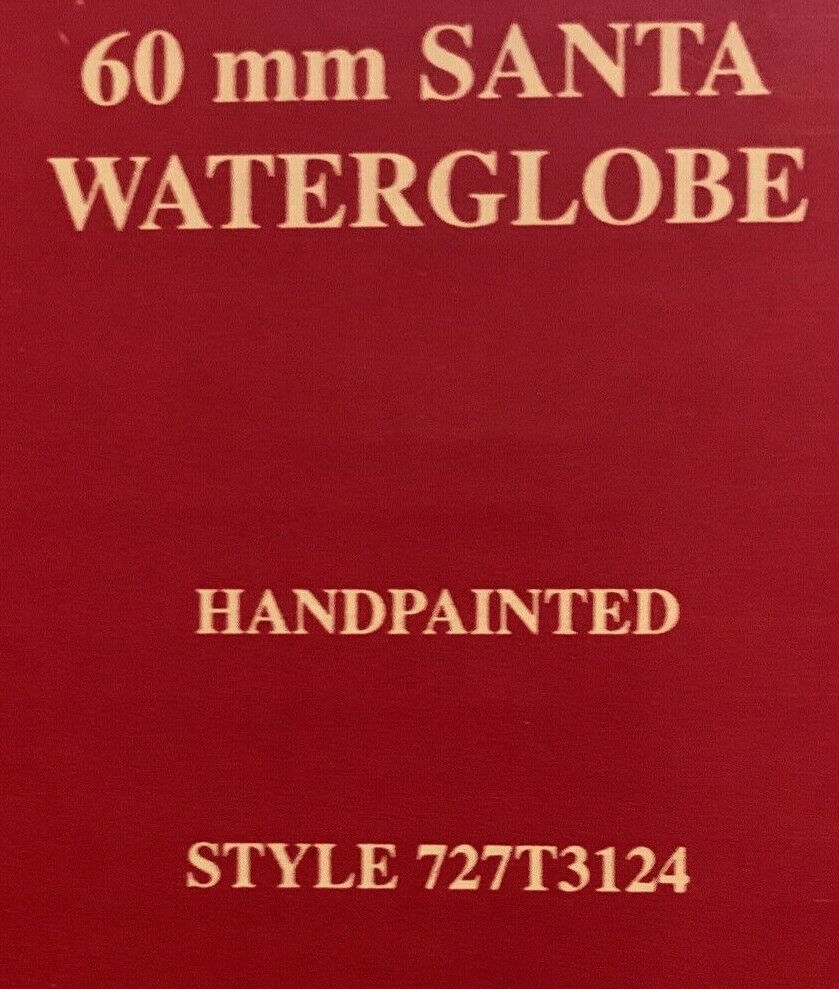 60 mm SANTA
WATERGLOBE
HANDPAINTED
STYLE 727T3124